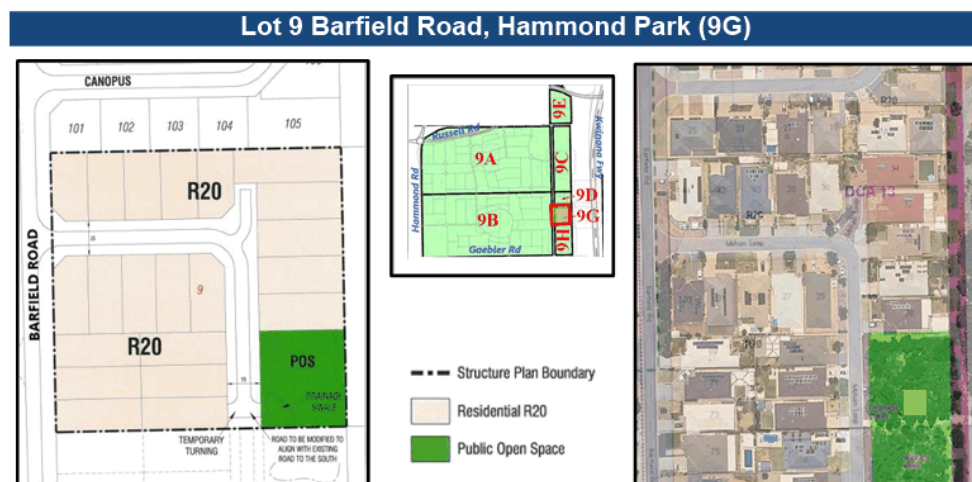 Lot 9 Barfield Road, Hammond Park (9G)
CANOPUS
101
102
103
104
105
R20
BARFIELD ROAD
15
9
R20
POS
DRAINAGE
SWALE
15
TEMPORARY
TURNING
ROAD TO BE MODIFIED TO
ALIGN WITH EXISTING
ROAD TO THE SOUTH
Russell Rd
Hammond Rd
Kwinana Fwy
Gaebler Rd
9E
9A
9C
9D
9B
9G
9H
Structure Plan Boundary
Residential R20
Public Open Space
R20
DCA 13
R20
R20